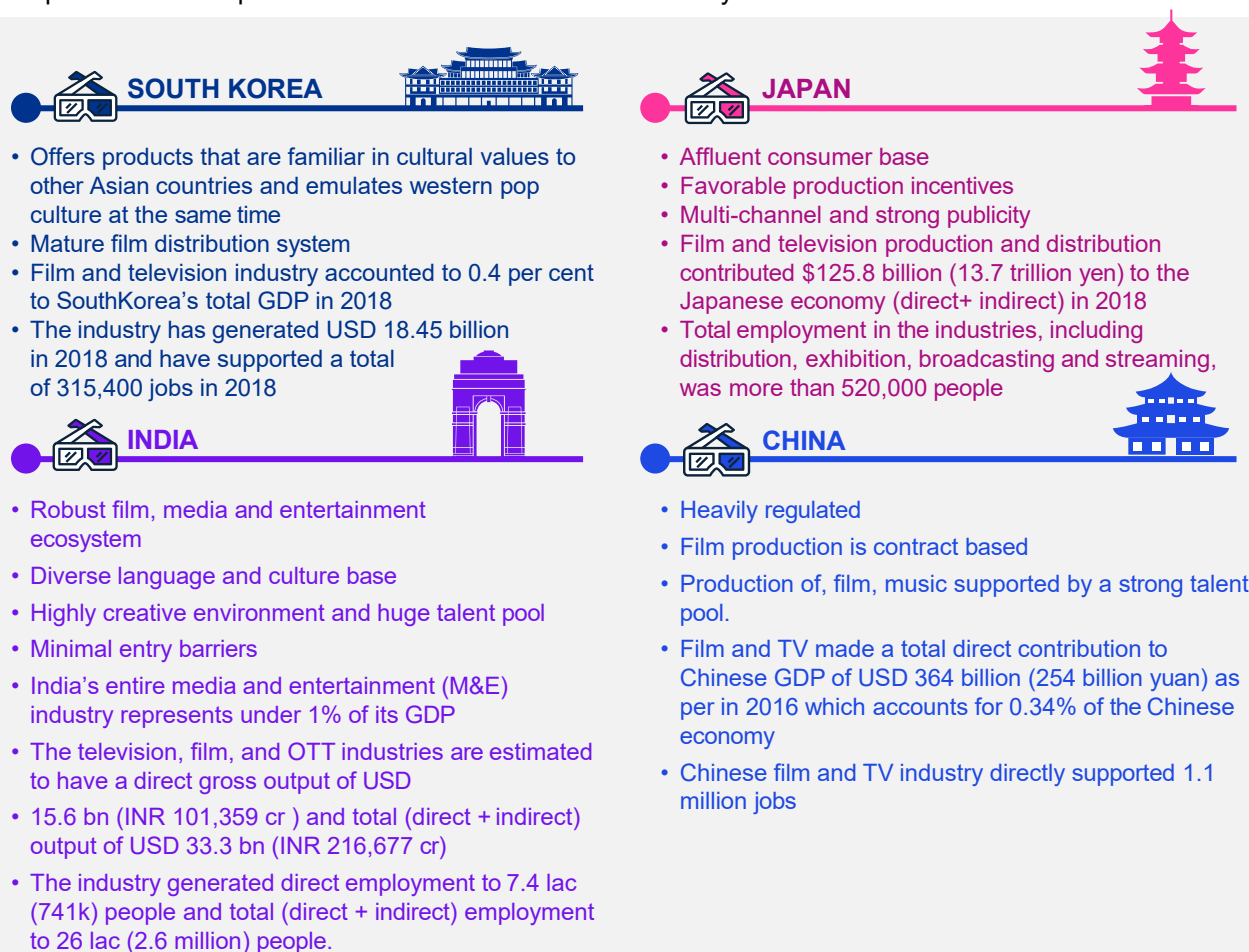 SOUTH KOREA
• Offers products that are familiar in cultural values to
other Asian countries and emulates western pop
culture at the same time
• Mature film distribution system
• Film and television industry accounted to 0.4 per cent
to SouthKorea's total GDP in 2018
• The industry has generated USD 18.45 billion
in 2018 and have supported a total
of 315,400 jobs in 2018
JAPAN
• Affluent consumer base
• Favorable production incentives
• Multi-channel and strong publicity
• Film and television production and distribution
contributed $125.8 billion (13.7 trillion yen) to the
Japanese economy (direct+ indirect) in 2018
• Total employment in the industries, including
distribution, exhibition, broadcasting and streaming,
was more than 520,000 people
INDIA
• Robust film, media and entertainment
ecosystem
• Diverse language and culture base
• Highly creative environment and huge talent pool
• Minimal entry barriers
• India's entire media and entertainment (M&E)
industry represents under 1% of its GDP
• The television, film, and OTT industries are estimated
to have a direct gross output of USD
• 15.6 bn (INR 101,359 cr ) and total (direct + indirect)
output of USD 33.3 bn (INR 216,677 cr)
• The industry generated direct employment to 7.4 lac
(741k) people and total (direct + indirect) employment
to 26 lac (2.6 million) people.
CHINA
• Heavily regulated
• Film production is contract based
• Production of, film, music supported by a strong talent
pool.
• Film and TV made a total direct contribution to
Chinese GDP of USD 364 billion (254 billion yuan) as
per in 2016 which accounts for 0.34% of the Chinese
economy
• Chinese film and TV industry directly supported 1.1
million jobs